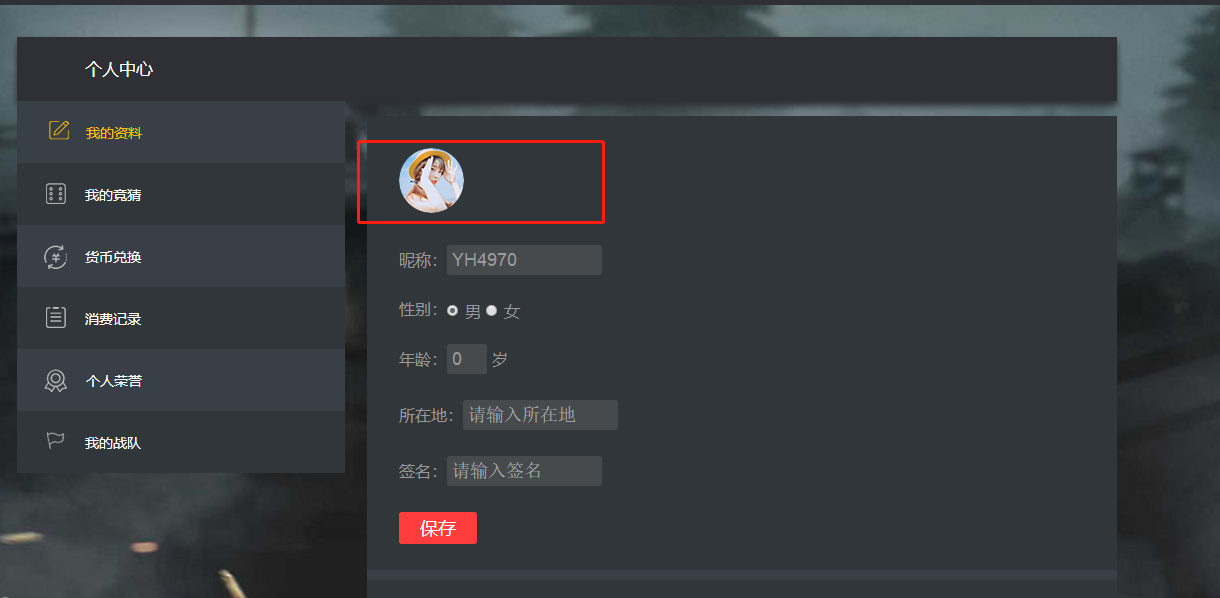 个人中心
我的资料
我的竟猜
货币兑换
消费记录
个人荣誉
我的战队
昵称： YH4970
性别： 男 女
年龄： 0 岁
所在地： 请输入所在地
签名： 请输入签名
保存